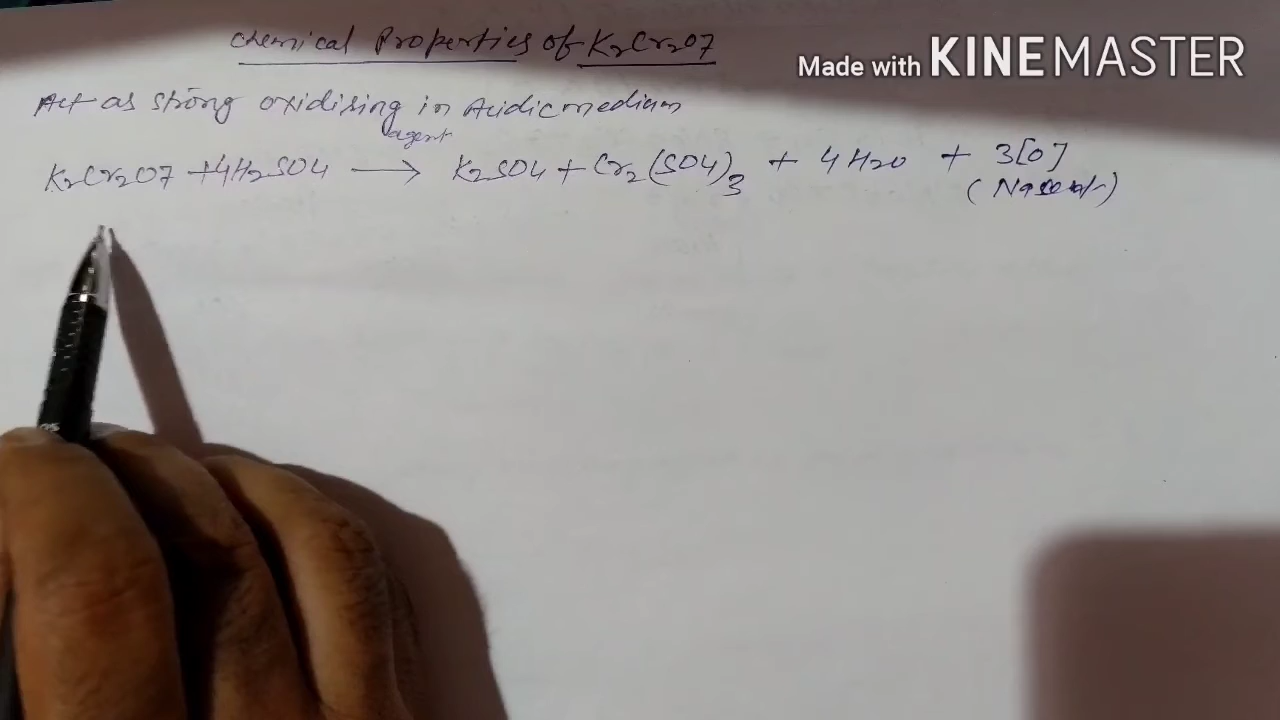 Chemical Properties of K2Cr2O7
Made with KINEMASTER
Act as strong oxidising in Acidic medium
agent
K2Cr2O7 + 4H2SO4 → K2SO4 + Cr2(SO4)3 + 4H2O + 3[O]
(Nascent)